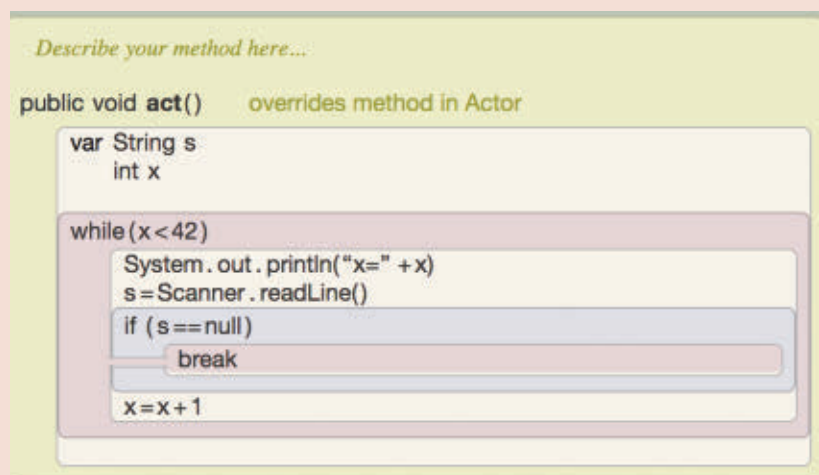 Describe your method here...
public void act() overrides method in Actor
var String s
int x
while(x<42)
System.out.println(“x=” +x)
s=Scanner.readLine()
if (s==null)
break
x=x+1